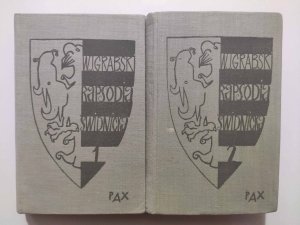 W. GRABSKI
RAPSODIA
ŚWIDNICKA
1
PAX
W. GRABSKI
RAPSODIA
ŚWIDNICKA
2
PAX